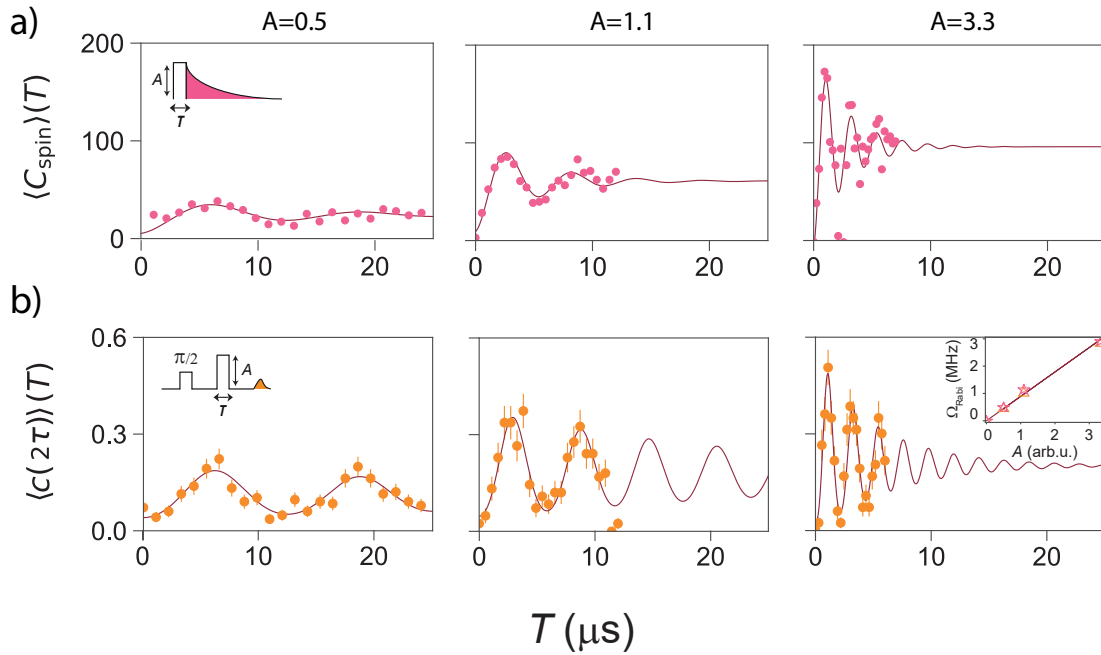 a)
A=0.5
A=1.1
A=3.3
⟨C_spin⟩(T)
200
100
0
A
T
0
10
20
0
10
20
0
10
20
b)
⟨c(2τ)⟩(T)
0.6
0.3
0.0
π/2
A
T
Ω_Rabi (MHz)
3
2
1
0
0
1
2
3
A (arb.u.)
0
10
20
0
10
20
0
10
20
T (μs)